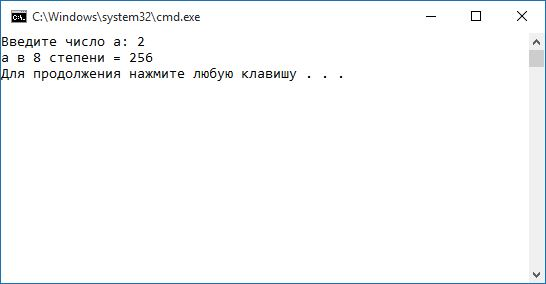 C:\Windows\system32\cmd.exe
Введите число a: 2
a в 8 степени = 256
Для продолжения нажмите любую клавишу . . .